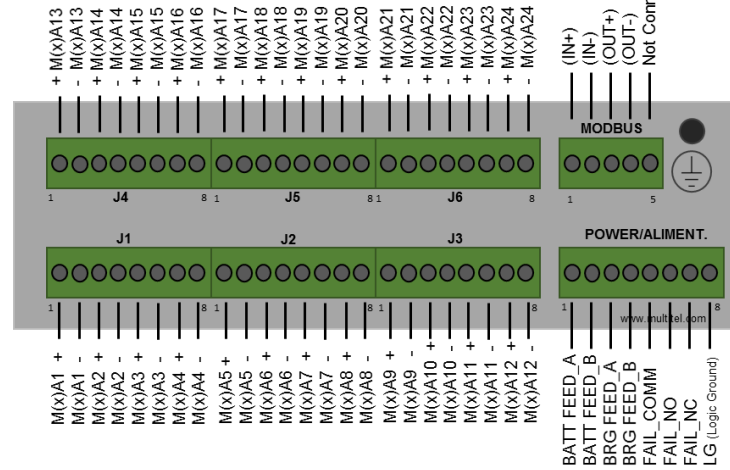 + M(x)A13
- M(x)A13
+ M(x)A14
- M(x)A14
+ M(x)A15
- M(x)A15
+ M(x)A16
- M(x)A16
+ M(x)A17
- M(x)A17
+ M(x)A18
- M(x)A18
+ M(x)A19
- M(x)A19
+ M(x)A20
- M(x)A20
+ M(x)A21
- M(x)A21
+ M(x)A22
- M(x)A22
+ M(x)A23
- M(x)A23
+ M(x)A24
- M(x)A24
(IN+)
(IN-)
(OUT+)
(OUT-)
Not
MODBUS
1 J4 8
1 J5 8
1 J6 8
1 5
J1
J2
J3
POWER/ALIMENT.
1 8
1 8
1 8
1 8
www.multitel.com
M(x)A1 +
M(x)A1 -
M(x)A2 +
M(x)A2 -
M(x)A3 +
M(x)A3 -
M(x)A4 +
M(x)A4 -
M(x)A5 +
M(x)A5 -
M(x)A6 +
M(x)A6 -
M(x)A7 +
M(x)A7 -
M(x)A8 +
M(x)A8 -
M(x)A9 +
M(x)A9 -
M(x)A10 +
M(x)A10 -
M(x)A11 +
M(x)A11 -
M(x)A12 +
M(x)A12 -
BATT FEED_A
BATT FEED_B
BRG FEED_A
BRG FEED_B
FAIL_COMM
FAIL_NO
FAIL_NC
LG (Logic Ground)